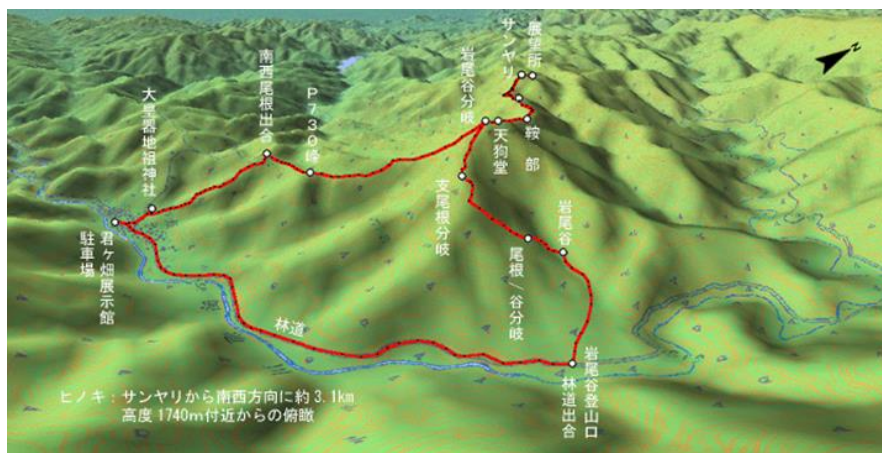 展望所
サンヤリ
岩尾谷分岐
南西尾根出合
P730峰
大皇器地祖神社
天狗堂
鞍部
支尾根分岐
岩尾谷
尾根/谷分岐
君ヶ畑展示館
駐車場
林道
岩尾谷登山口
林道出合
ヒノキ:サンヤリから南西方向に約3.1km
高度1740m付近からの俯瞰
N